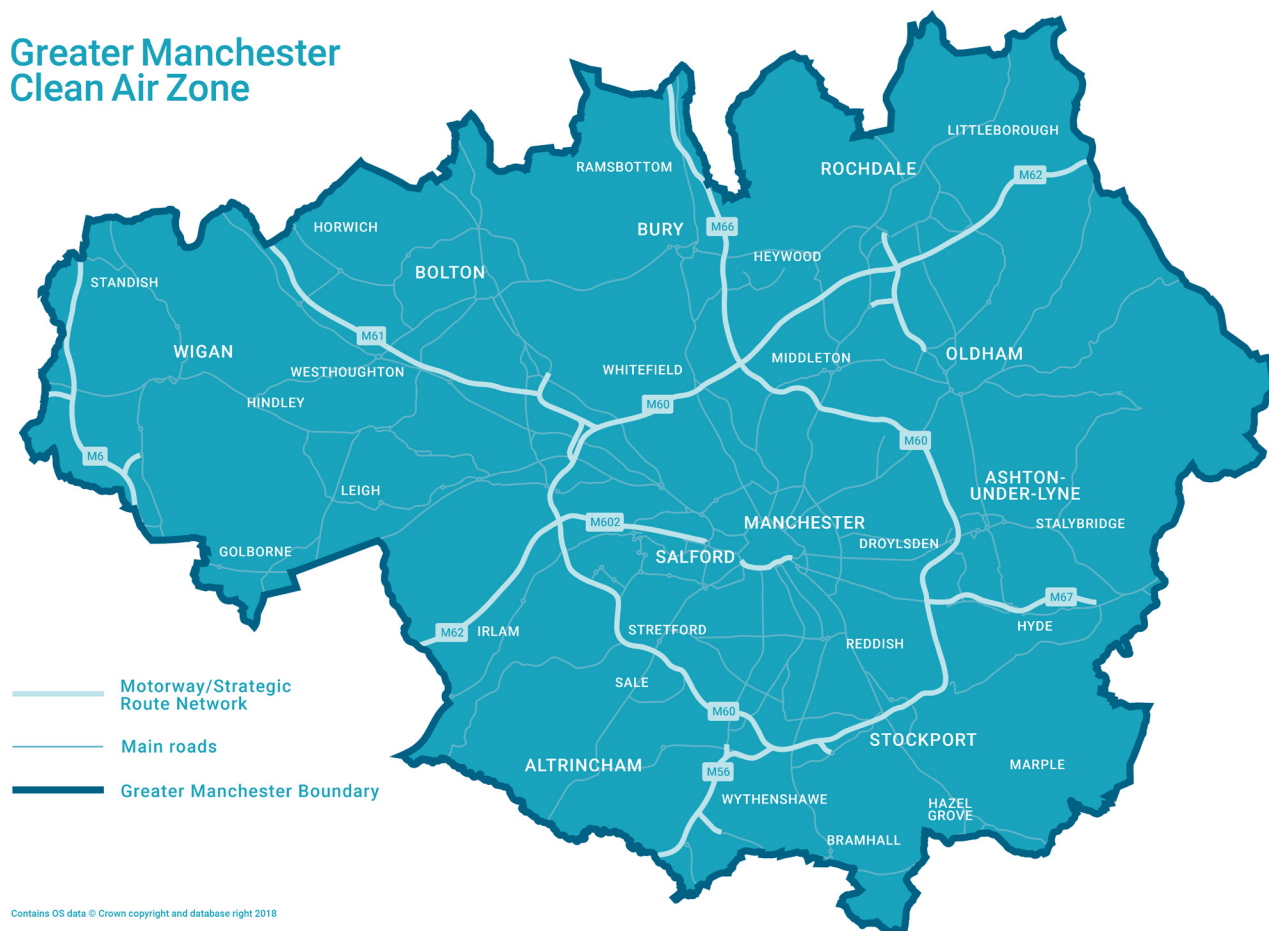 Greater Manchester
Clean Air Zone
LITTLEBOROUGH
RAMSBOTTOM
ROCHDALE
M62
HORWICH
BURY
M66
HEYWOOD
BOLTON
STANDISH
M61
WIGAN
MIDDLETON
OLDHAM
WESTHOUGHTON
WHITEFIELD
HINDLEY
M60
M60
M6
ASHTON-
UNDER-LYNE
LEIGH
M602
MANCHESTER
STALYBRIDGE
DROYLSDEN
GOLBORNE
SALFORD
M67
M62
IRLAM
STRETFORD
HYDE
REDDISH
SALE
Motorway/Strategic
Route Network
M60
Main roads
STOCKPORT
ALTRINCHAM
M56
MARPLE
Greater Manchester Boundary
WYTHENSHAWE
HAZEL
GROVE
BRAMHALL
Contains OS data © Crown copyright and database right 2018